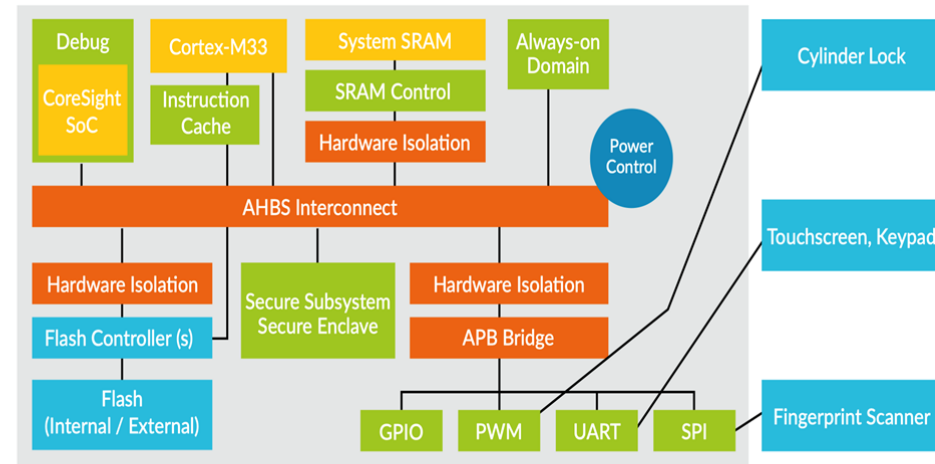 Debug
CoreSight
SoC
Cortex-M33
Instruction
Cache
System SRAM
SRAM Control
Hardware Isolation
Always-on
Domain
Power
Control
Cylinder Lock
AHBS Interconnect
Touchscreen, Keypad
Hardware Isolation
Flash Controller (s)
Flash
(Internal / External)
Secure Subsystem
Secure Enclave
Hardware Isolation
APB Bridge
GPIO
PWM
UART
SPI
Fingerprint Scanner